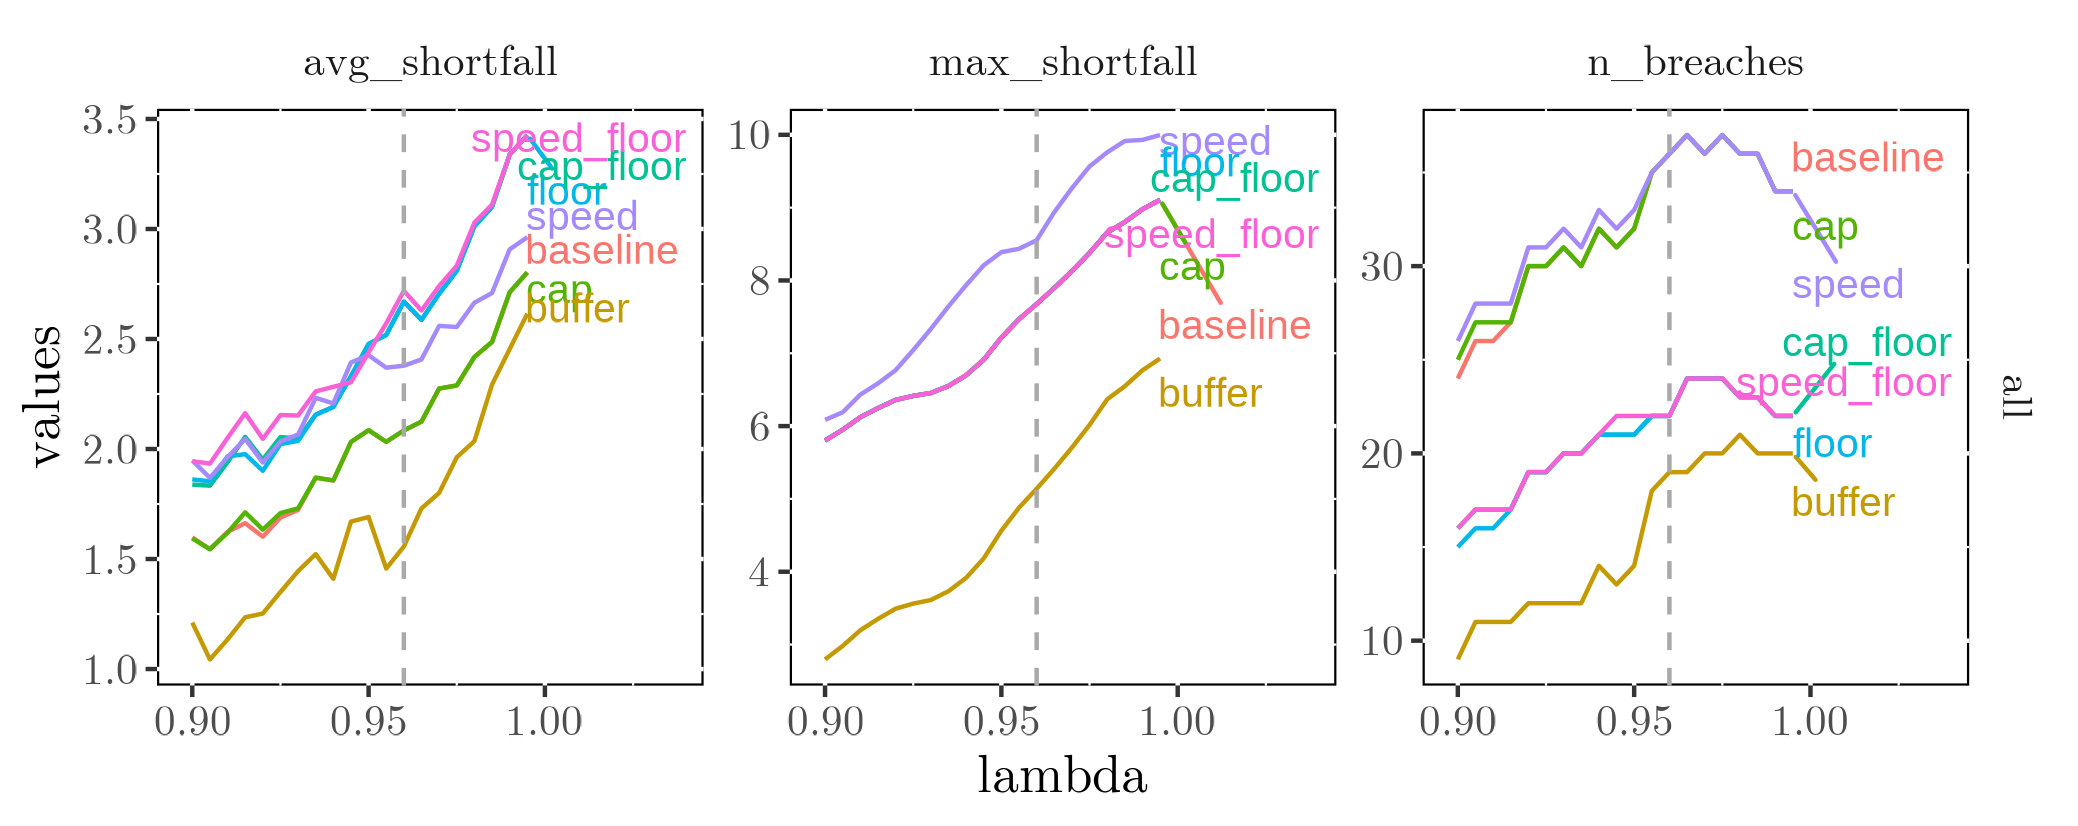 avg_shortfall
max_shortfall
n_breaches
values
3.5
3.0
2.5
2.0
1.5
1.0
speed_floor
cap_floor
floor
speed
baseline
cap
buffer
0.90 0.95 1.00
10
8
6
4
speed
floor
cap_floor
speed_floor
cap
baseline
buffer
0.90 0.95 1.00
30
20
10
baseline
cap
speed
cap_floor
speed_floor
floor
buffer
0.90 0.95 1.00
all
lambda